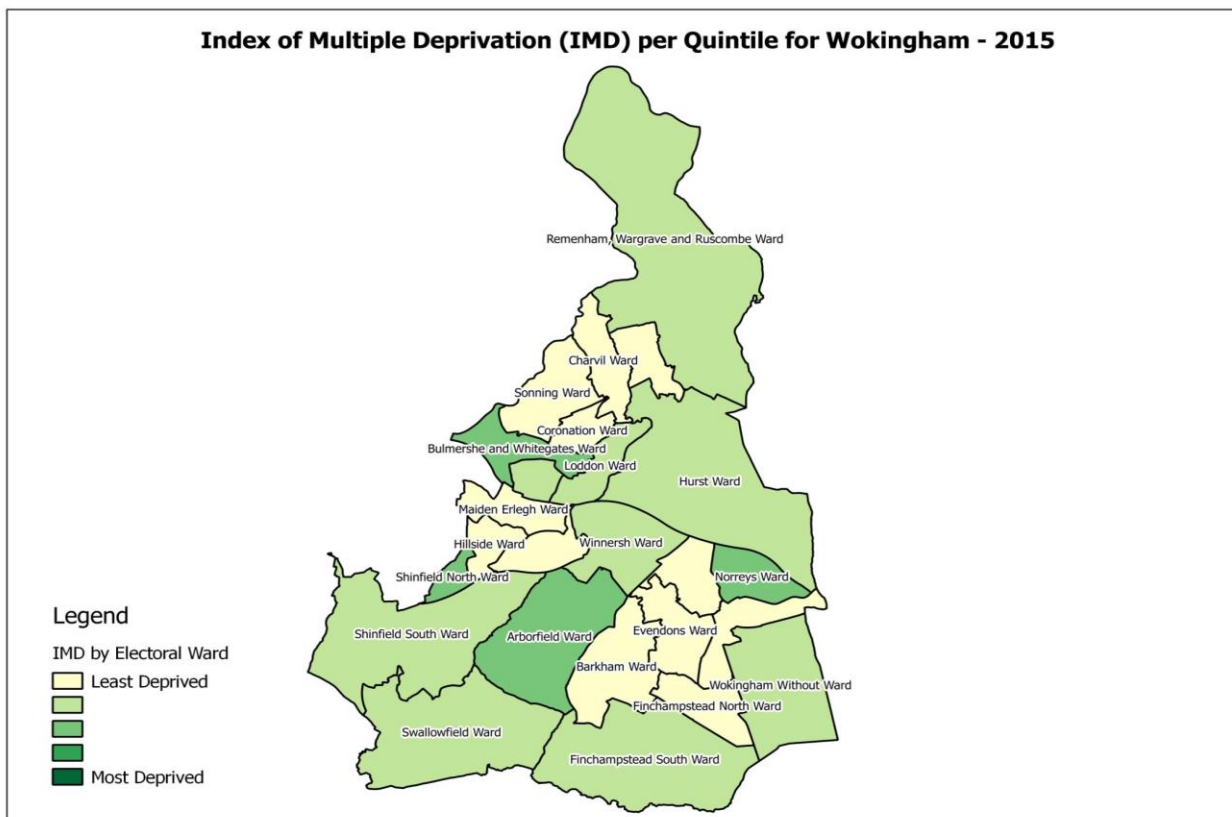 Index of Multiple Deprivation (IMD) per Quintile for Wokingham - 2015
Remenham, Wargrave and Ruscombe Ward
Charvil Ward
Sonning Ward
Coronation Ward
Bulmershe and Whitegates Ward
Loddon Ward
Hurst Ward
Maiden Erlegh Ward
Hillside Ward
Winnersh Ward
Shinfield North Ward
Norreys Ward
Shinfield South Ward
Arborfield Ward
Evendons Ward
Barkham Ward
Wokingham Without Ward
Finchampstead North Ward
Swallowfield Ward
Finchampstead South Ward
Legend
IMD by Electoral Ward
Least Deprived
Most Deprived